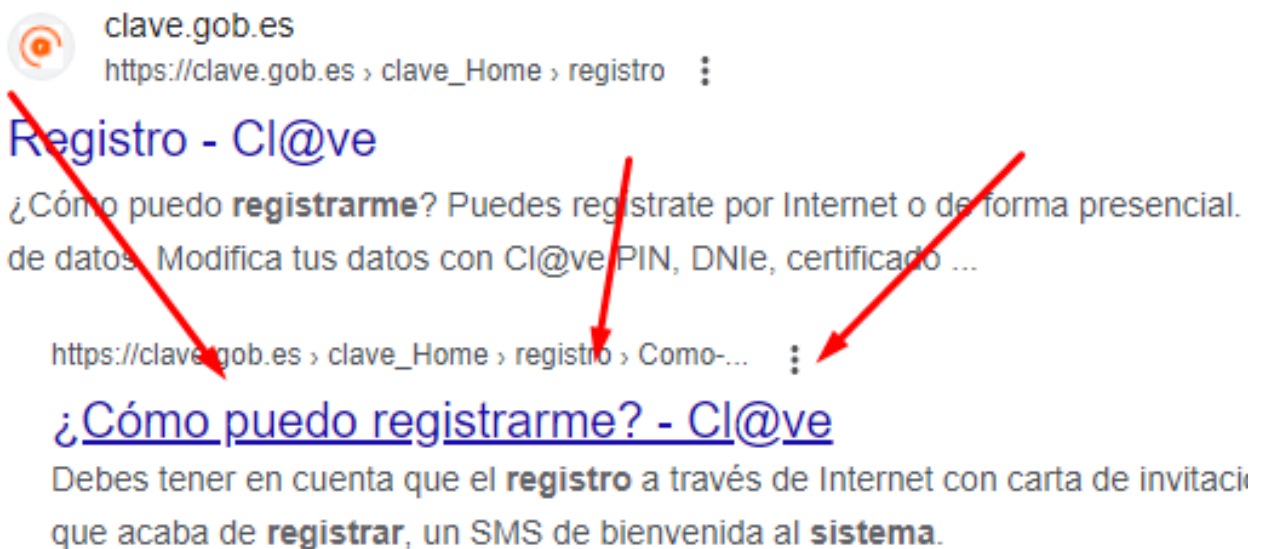 clave.gob.es
https://clave.gob.es › clave_Home › registro
Registro - Cl@ve
¿Cómo puedo registrarme? Puedes regístrate por Internet o de forma presencial.
de datos. Modifica tus datos con Cl@ve PIN, DNIe, certificado ...
https://clave.gob.es › clave_Home › registro › Como-...
¿Cómo puedo registrarme? - Cl@ve
Debes tener en cuenta que el registro a través de Internet con carta de invitació
que acaba de registrar, un SMS de bienvenida al sistema.